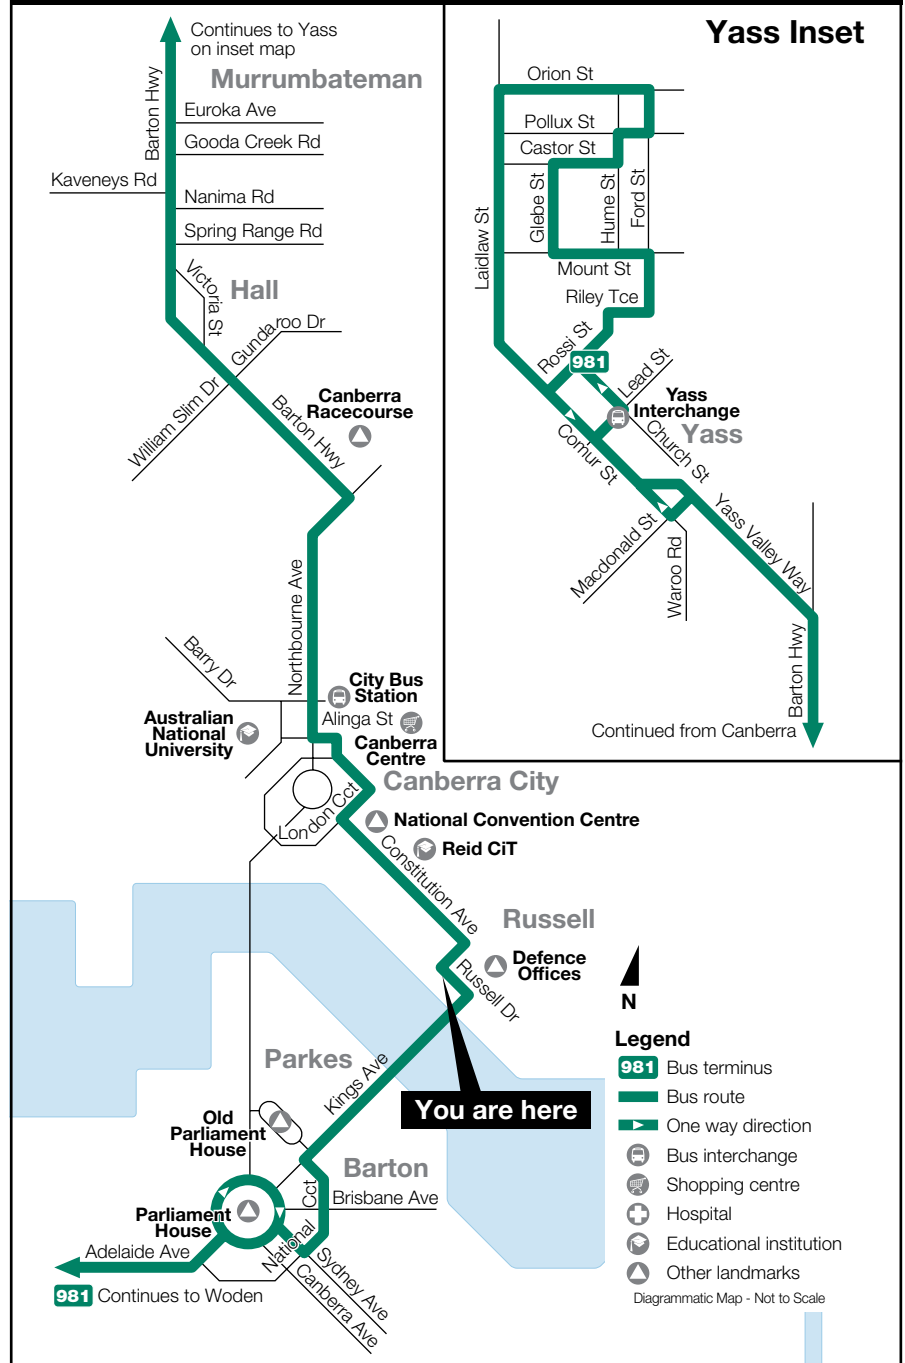 Continues to Yass
on inset map
Murrumbateman
Barton Hwy
Euroka Ave
Gooda Creek Rd
Kaveneys Rd
Nanima Rd
Spring Range Rd
Victoria St
Hall
Gundaroo Dr
William Slim Dr
Barton Hwy
Canberra
Racecourse
Northbourne Ave
Barry Dr
City Bus
Station
Alinga St
Australian
National
University
Canberra
Centre
Canberra City
London Cct
National Convention Centre
Reid CiT
Constitution Ave
Russell
Defence
Offices
Russell Dr
Parkes
Kings Ave
You are here
Old
Parliament
House
Barton
Brisbane Ave
Parliament
House
National Cct
Adelaide Ave
Sydney Ave
Canberra Ave
981 Continues to Woden
Yass Inset
Orion St
Pollux St
Castor St
Glebe St
Hume St
Ford St
Laidlaw St
Mount St
Riley Tce
Rossi St
981
Lead St
Yass
Interchange
Yass
Church St
Comur St
Macdonald St
Waroo Rd
Yass Valley Way
Barton Hwy
Continued from Canberra
N
Legend
981 Bus terminus
Bus route
One way direction
Bus interchange
Shopping centre
Hospital
Educational institution
Other landmarks
Diagrammatic Map - Not to Scale